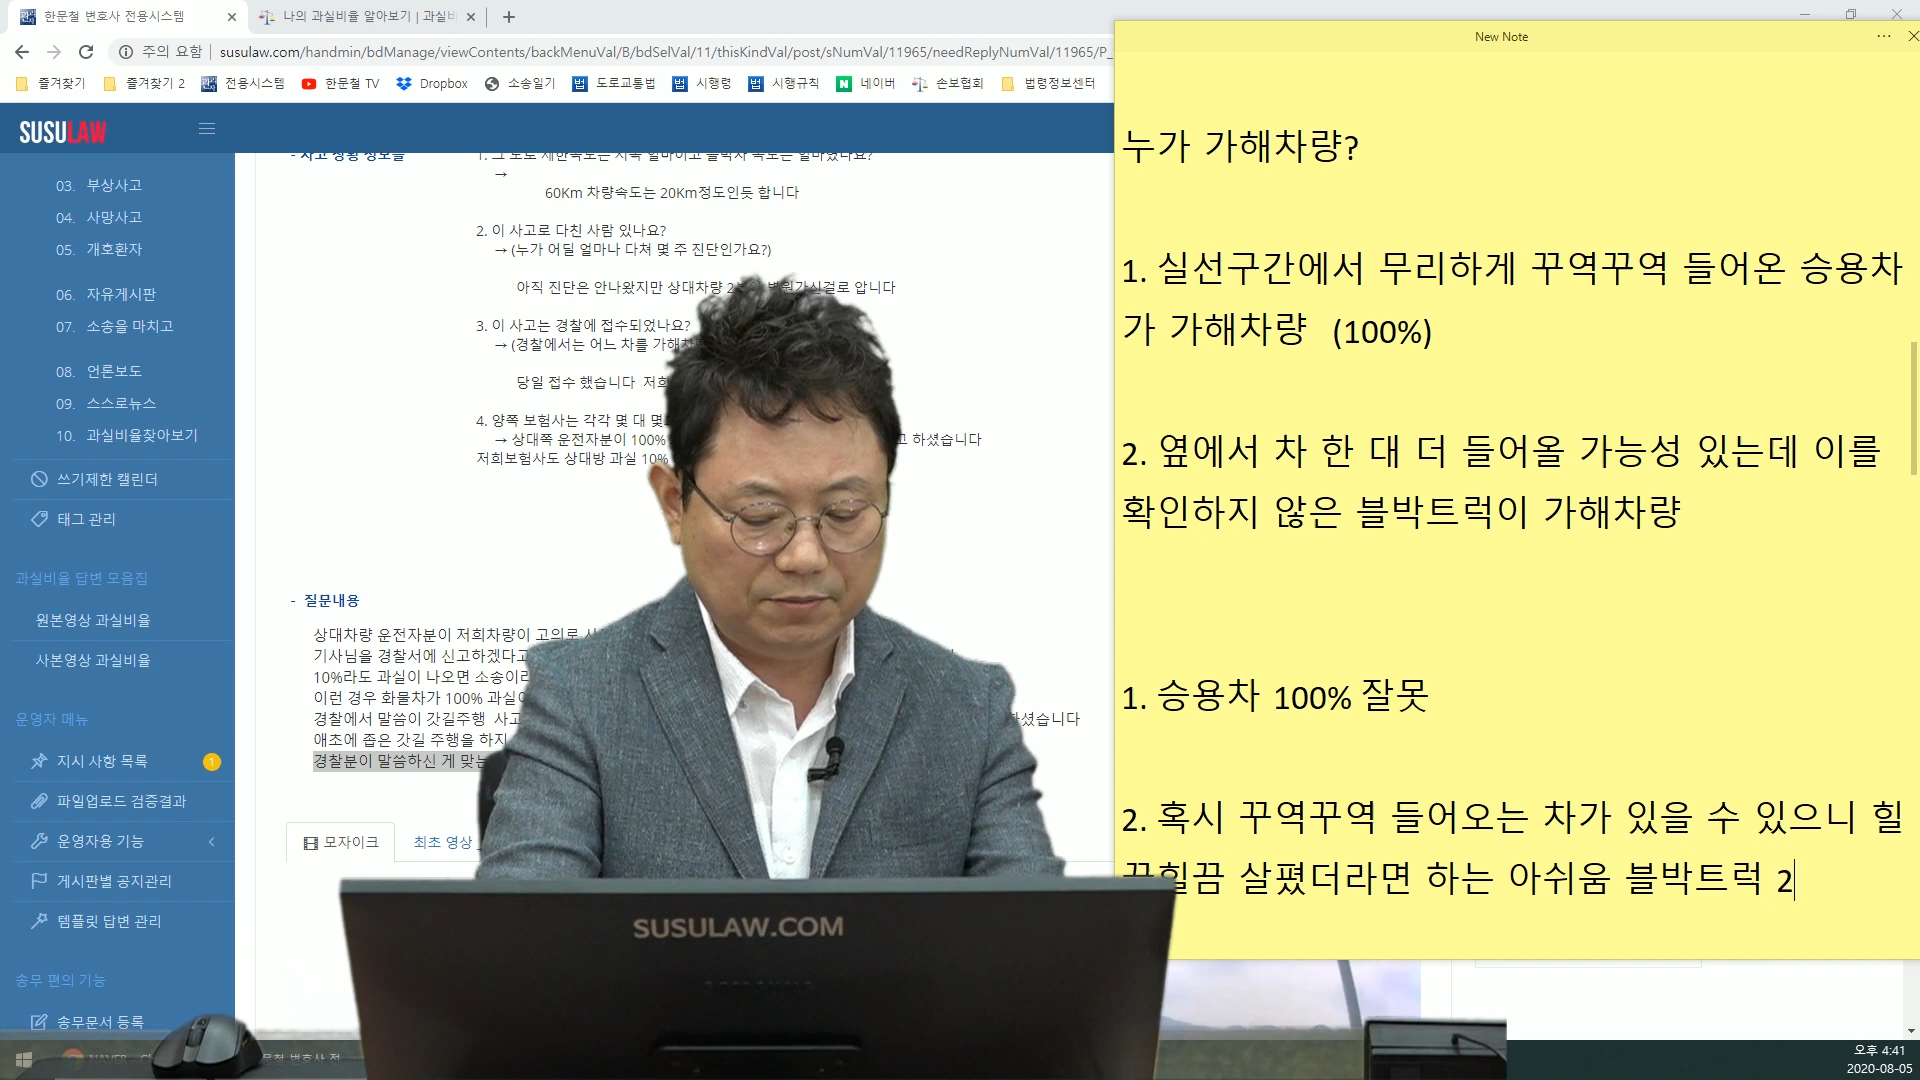 한문철 변호사 전용시스템
나의 과실비율 알아보기 | 과실비
주의 요함
susulaw.com/handmin/bdManage/viewContents/backMenuVal/B/bdSelVal/11/thisKindVal/post/sNumVal/11965/needReplyNumVal/11965/P_
즐겨찾기
즐겨찾기 2
전용시스템
한문철 TV
Dropbox
소송일기
법 도로교통법
법 시행령
법 시행규칙
N 네이버
손보협회
법령정보센터
SUSULAW
03. 부상사고
04. 사망사고
05. 개호환자
06. 자유게시판
07. 소송을 마치고
08. 언론보도
09. 스스로뉴스
10. 과실비율찾아보기
쓰기제한 캘린더
태그 관리
과실비율 답변 모음집
원본영상 과실비율
사본영상 과실비율
운영자 메뉴
지시 사항 목록 1
파일업로드 검증결과
운영자용 기능
게시판별 공지관리
템플릿 답변 관리
송무 편의 기능
송무문서 등록
→
60Km 차량속도는 20Km정도인듯 합니다
2. 이 사고로 다친 사람 있나요?
→ (누가 어딜 얼마나 다쳐 몇 주 진단인가요?)
아직 진단은 안나왔지만 상대차량 병원가신걸로 압니다
3. 이 사고는 경찰에 접수되었나요?
→ (경찰에서는 어느 차를
당일 접수 했습니다
4. 양쪽 보험사는 각각 몇 대
→ 상대쪽 운전자분이 100% 하셨습니다
저희보험사도 상대방 과실 10%
- 질문내용
상대차량 운전자분이 저희차량이 고의로
기사님을 경찰서에 신고하겠다고
10%라도 과실이 나오면
이런 경우 화물차가 100%
경찰에서 말씀이 갓길주행 하셨습니다
애초에 좁은 갓길 주행을
경찰분이 말씀하신 게
모자이크
최초 영상
New Note
누가 가해차량?
1. 실선구간에서 무리하게 꾸역꾸역 들어온 승용차
가 가해차량 (100%)
2. 옆에서 차 한 대 더 들어올 가능성 있는데 이를
확인하지 않은 블박트럭이 가해차량
1. 승용차 100% 잘못
2. 혹시 꾸역꾸역 들어오는 차가 있을 수 있으니 힐
끔힐끔 살폈더라면 하는 아쉬움 블박트럭 2
SUSULAW.COM
오후 4:41
2020-08-05